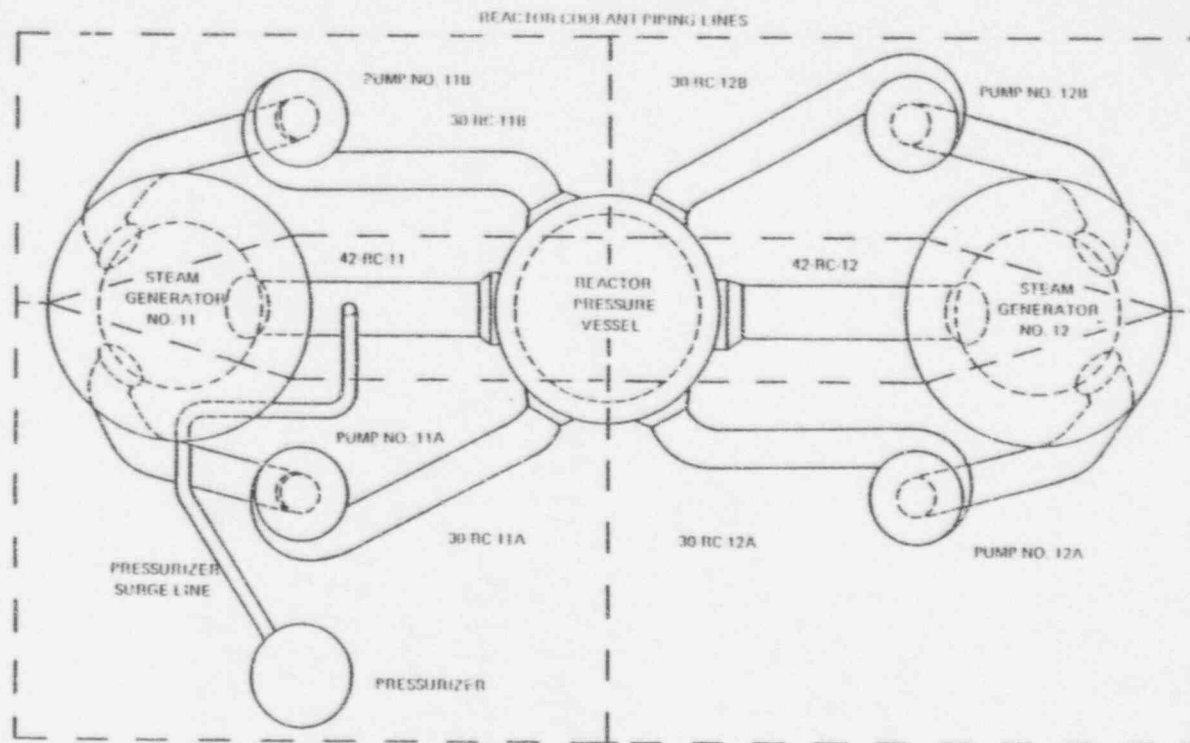 REACTOR COOLANT PIPING LINES
PUMP NO. 11B
30-RC-11B
30-RC-12B
PUMP NO. 12B
42-RC-11
42-RC-12
STEAM
GENERATOR
NO. 11
REACTOR
PRESSURE
VESSEL
STEAM
GENERATOR
NO. 12
PUMP NO. 11A
30-RC-11A
30-RC-12A
PUMP NO. 12A
PRESSURIZER
SURGE LINE
PRESSURIZER